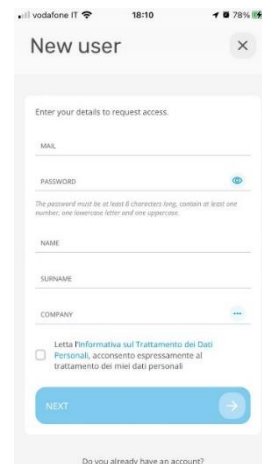 vodafone IT 18:10 78%
New user
Enter your details to request access.
MAIL
PASSWORD
The password must be at least 8 characters long, contain at least one
number, one lowercase letter and one uppercase.
NAME
SURNAME
COMPANY
Letta l'Informativa sul Trattamento dei Dati
Personali, acconsento espressamente al
trattamento dei miei dati personali
NEXT
Do you already have an account?